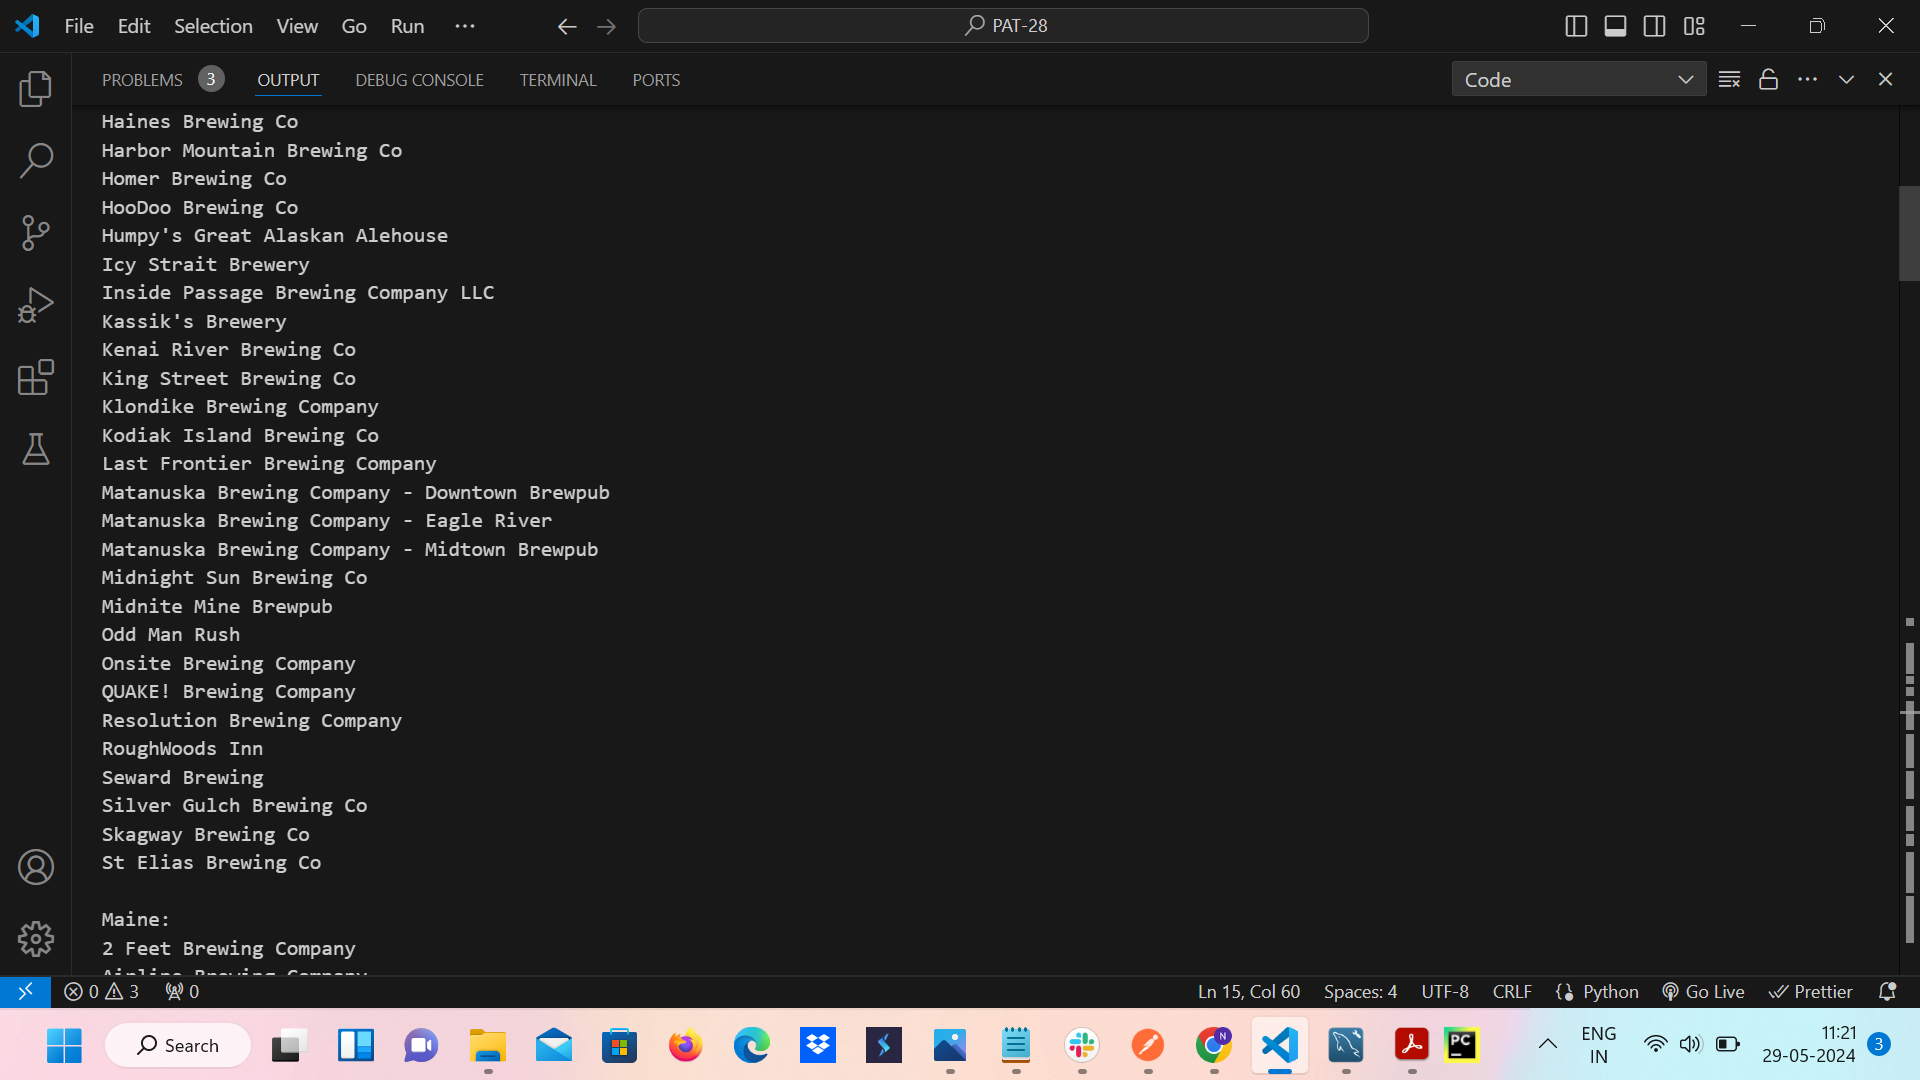 File Edit Selection View Go Run ··· PAT-28
PROBLEMS 3 OUTPUT DEBUG CONSOLE TERMINAL PORTS Code
Haines Brewing Co
Harbor Mountain Brewing Co
Homer Brewing Co
HooDoo Brewing Co
Humpy's Great Alaskan Alehouse
Icy Strait Brewery
Inside Passage Brewing Company LLC
Kassik's Brewery
Kenai River Brewing Co
King Street Brewing Co
Klondike Brewing Company
Kodiak Island Brewing Co
Last Frontier Brewing Company
Matanuska Brewing Company - Downtown Brewpub
Matanuska Brewing Company - Eagle River
Matanuska Brewing Company - Midtown Brewpub
Midnight Sun Brewing Co
Midnite Mine Brewpub
Odd Man Rush
Onsite Brewing Company
QUAKE! Brewing Company
Resolution Brewing Company
RoughWoods Inn
Seward Brewing
Silver Gulch Brewing Co
Skagway Brewing Co
St Elias Brewing Co
Maine:
2 Feet Brewing Company
Airline Brewing Company
0 3 0 Ln 15, Col 60 Spaces: 4 UTF-8 CRLF Python Go Live Prettier
Search PC N ENG IN 11:21 29-05-2024 3